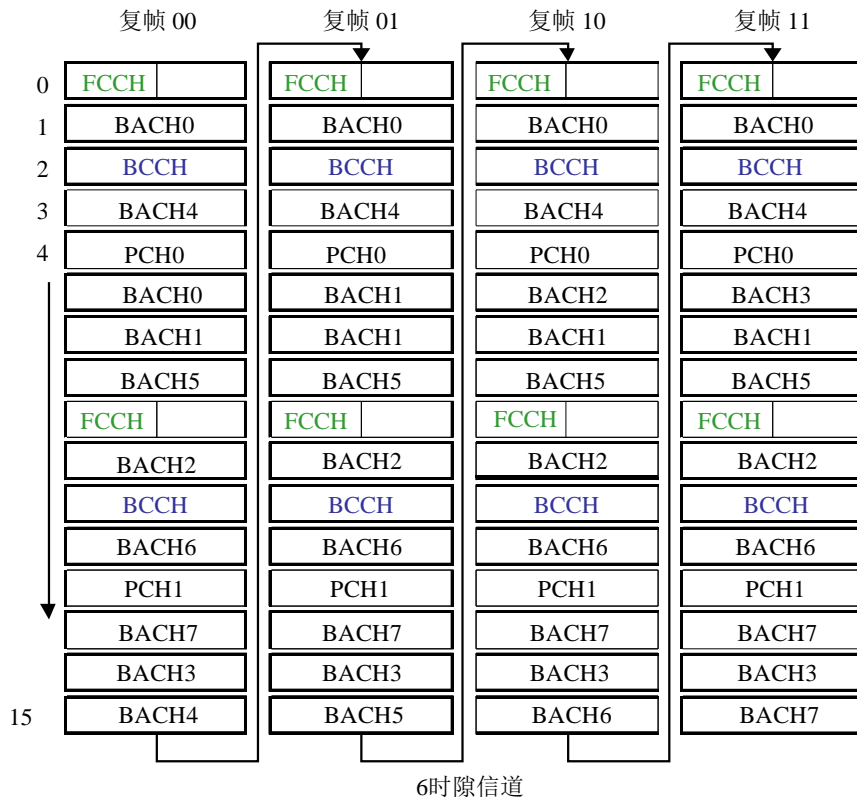 复帧 00 复帧 01 复帧 10 复帧 11
0 FCCH FCCH FCCH FCCH
1 BACH0 BACH0 BACH0 BACH0
2 BCCH BCCH BCCH BCCH
3 BACH4 BACH4 BACH4 BACH4
4 PCH0 PCH0 PCH0 PCH0
BACH0 BACH1 BACH2 BACH3
BACH1 BACH1 BACH1 BACH1
BACH5 BACH5 BACH5 BACH5
FCCH FCCH FCCH FCCH
BACH2 BACH2 BACH2 BACH2
BCCH BCCH BCCH BCCH
BACH6 BACH6 BACH6 BACH6
PCH1 PCH1 PCH1 PCH1
BACH7 BACH7 BACH7 BACH7
BACH3 BACH3 BACH3 BACH3
15 BACH4 BACH5 BACH6 BACH7
6时隙信道